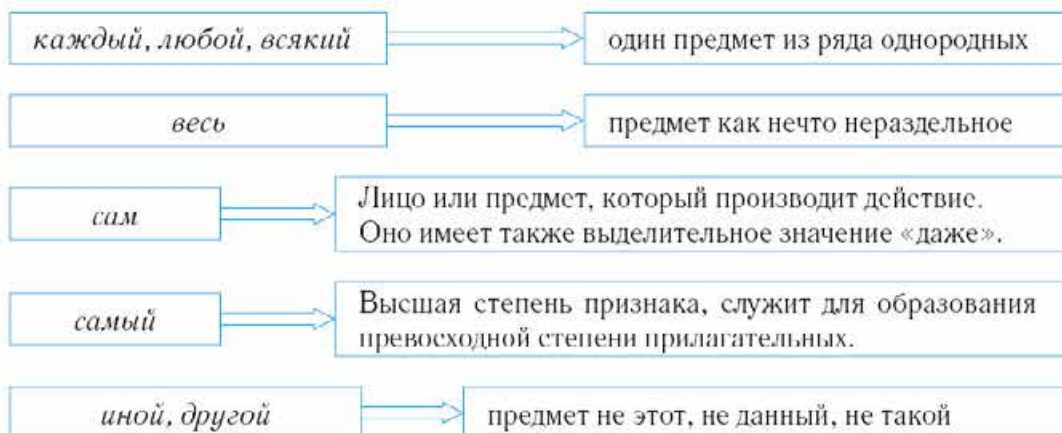 каждый, любой, всякий
один предмет из ряда однородных
весь
предмет как нечто нераздельное
сам
Лицо или предмет, который производит действие.
Оно имеет также выделительное значение «даже».
самый
Высшая степень признака, служит для образования
превосходной степени прилагательных.
иной, другой
предмет не этот, не данный, не такой